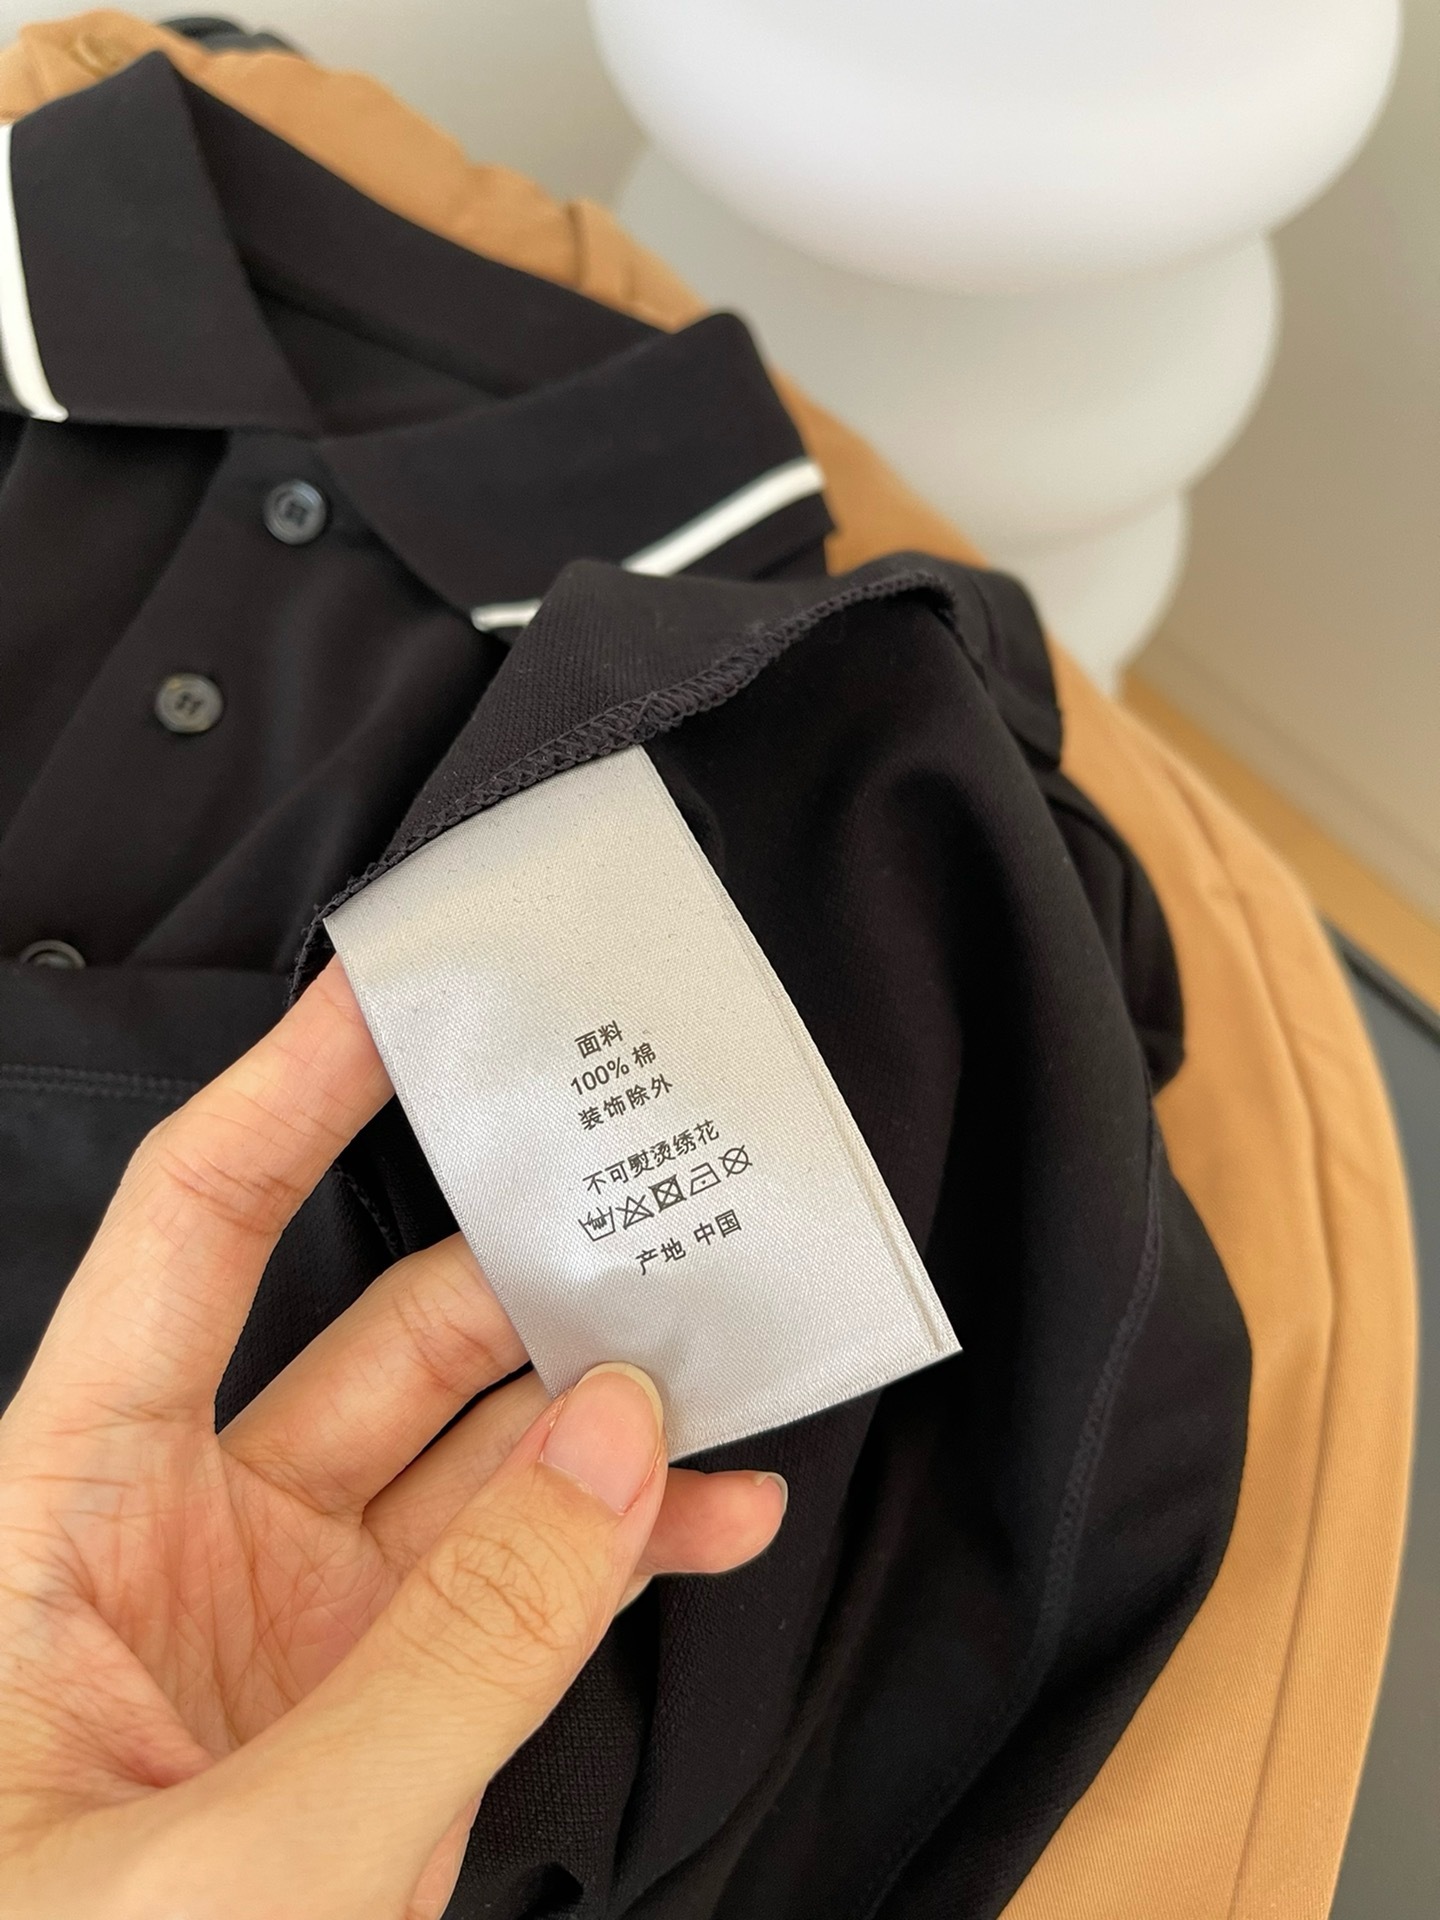 面料
100% 棉
装饰除外
不可熨烫绣花
产地 中国